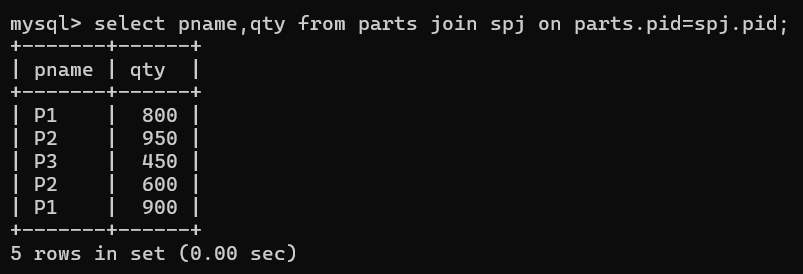 mysql> select pname,qty from parts join spj on parts.pid=spj.pid;
+-------+------+
| pname | qty  |
+-------+------+
| P1    |  800 |
| P2    |  950 |
| P3    |  450 |
| P2    |  600 |
| P1    |  900 |
+-------+------+
5 rows in set (0.00 sec)